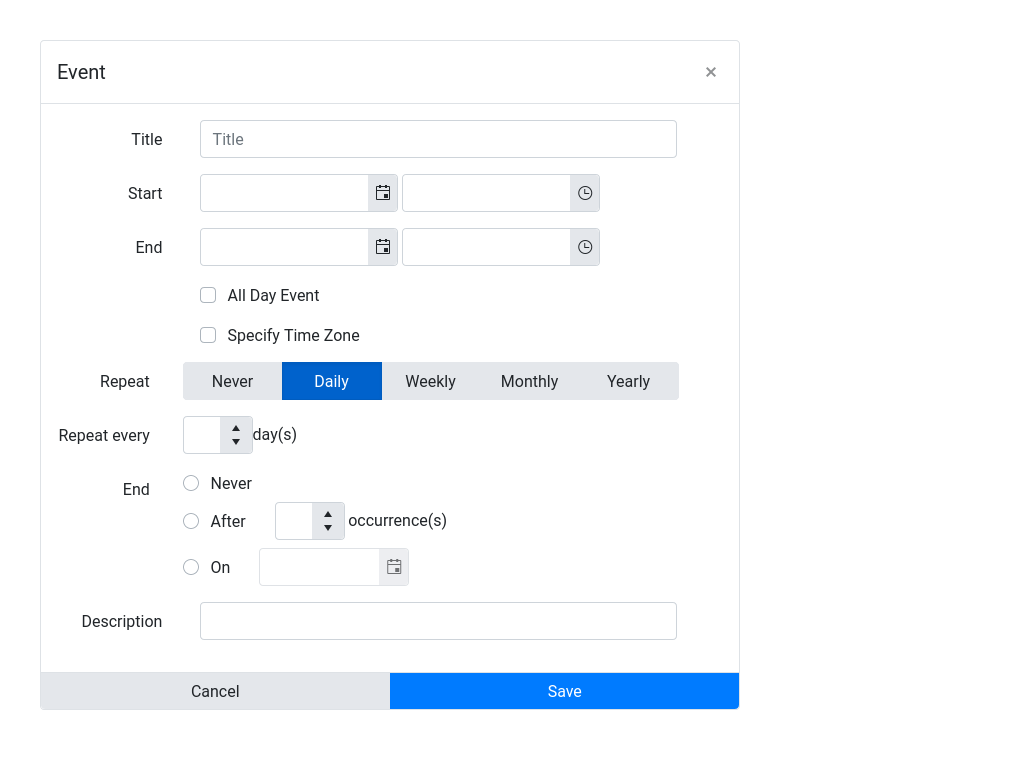 Event ×
Title Title
Start
End
All Day Event
Specify Time Zone
Repeat Never Daily Weekly Monthly Yearly
Repeat every day(s)
End Never
After occurrence(s)
On
Description
Cancel Save